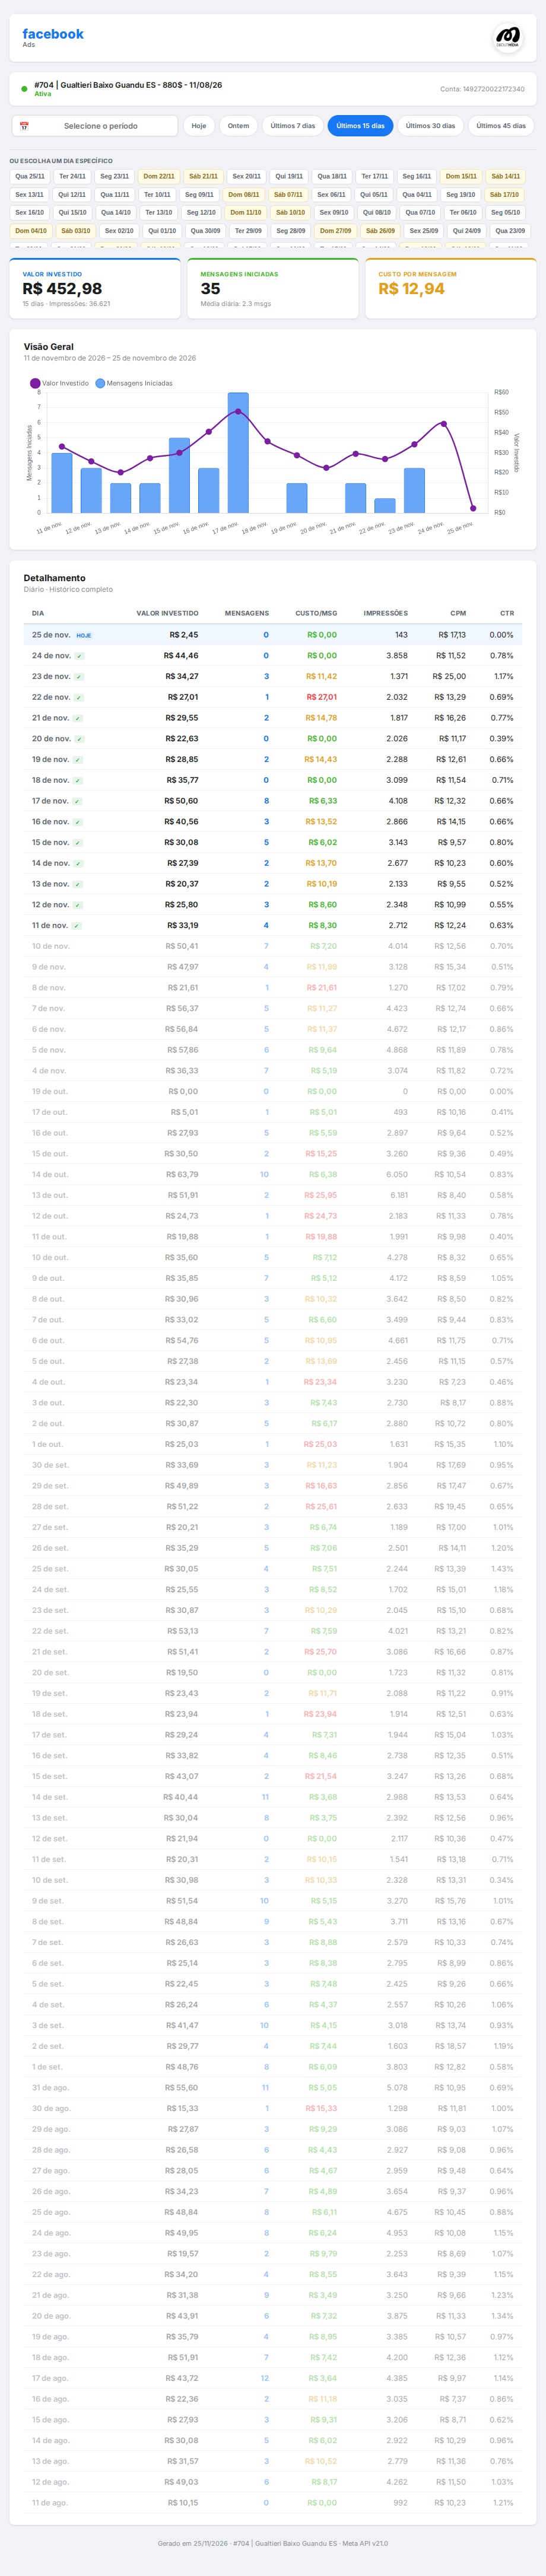 facebook
Ads
#704 | Gualtieri Baixo Guandu ES - 880$ - 11/08/26
Ativa
Conta: 1492720022172340
Selecione o período
Hoje
Ontem
Últimos 7 dias
Últimos 15 dias
Últimos 30 dias
Últimos 45 dias
OU ESCOLHA UM DIA ESPECÍFICO
Qua 25/11 Ter 24/11 Seg 23/11 Dom 22/11 Sáb 21/11 Sex 20/11 Qui 19/11 Qua 18/11 Ter 17/11 Seg 16/11 Dom 15/11 Sáb 14/11
Sex 13/11 Qui 12/11 Qua 11/11 Ter 10/11 Seg 09/11 Dom 08/11 Sáb 07/11 Sex 06/11 Qui 05/11 Qua 04/11 Seg 19/10 Sáb 17/10
Sex 16/10 Qui 15/10 Qua 14/10 Ter 13/10 Seg 12/10 Dom 11/10 Sáb 10/10 Sex 09/10 Qui 08/10 Qua 07/10 Ter 06/10 Seg 05/10
Dom 04/10 Sáb 03/10 Sex 02/10 Qui 01/10 Qua 30/09 Ter 29/09 Seg 28/09 Dom 27/09 Sáb 26/09 Sex 25/09 Qui 24/09 Qua 23/09
VALOR INVESTIDO
R$ 452,98
15 dias · Impressões: 36.621
MENSAGENS INICIADAS
35
Média diária: 2.3 msgs
CUSTO POR MENSAGEM
R$ 12,94
Visão Geral
11 de novembro de 2026 – 25 de novembro de 2026
Valor Investido Mensagens Iniciadas
Mensagens Iniciadas
8
7
6
5
4
3
2
1
0
R$60
R$50
R$40
R$30
R$20
R$10
R$0
Valor Investido
11 de nov. 12 de nov. 13 de nov. 14 de nov. 15 de nov. 16 de nov. 17 de nov. 18 de nov. 19 de nov. 20 de nov. 21 de nov. 22 de nov. 23 de nov. 24 de nov. 25 de nov.
Detalhamento
Diário · Histórico completo
DIA VALOR INVESTIDO MENSAGENS CUSTO/MSG IMPRESSÕES CPM CTR
25 de nov. HOJE R$ 2,45 0 R$ 0,00 143 R$ 17,13 0.00%
24 de nov. ✓ R$ 44,46 0 R$ 0,00 3.858 R$ 11,52 0.78%
23 de nov. ✓ R$ 34,27 3 R$ 11,42 1.371 R$ 25,00 1.17%
22 de nov. ✓ R$ 27,01 1 R$ 27,01 2.032 R$ 13,29 0.69%
21 de nov. ✓ R$ 29,55 2 R$ 14,78 1.817 R$ 16,26 0.77%
20 de nov. ✓ R$ 22,63 0 R$ 0,00 2.026 R$ 11,17 0.39%
19 de nov. ✓ R$ 28,85 2 R$ 14,43 2.288 R$ 12,61 0.66%
18 de nov. ✓ R$ 35,77 0 R$ 0,00 3.099 R$ 11,54 0.71%
17 de nov. ✓ R$ 50,60 8 R$ 6,33 4.108 R$ 12,32 0.66%
16 de nov. ✓ R$ 40,56 3 R$ 13,52 2.866 R$ 14,15 0.66%
15 de nov. ✓ R$ 30,08 5 R$ 6,02 3.143 R$ 9,57 0.80%
14 de nov. ✓ R$ 27,39 2 R$ 13,70 2.677 R$ 10,23 0.60%
13 de nov. ✓ R$ 20,37 2 R$ 10,19 2.133 R$ 9,55 0.52%
12 de nov. ✓ R$ 25,80 3 R$ 8,60 2.348 R$ 10,99 0.55%
11 de nov. ✓ R$ 33,19 4 R$ 8,30 2.712 R$ 12,24 0.63%
10 de nov. R$ 50,41 7 R$ 7,20 4.014 R$ 12,56 0.70%
9 de nov. R$ 47,97 4 R$ 11,99 3.128 R$ 15,34 0.51%
8 de nov. R$ 21,61 1 R$ 21,61 1.270 R$ 17,02 0.79%
7 de nov. R$ 56,37 5 R$ 11,27 4.423 R$ 12,74 0.66%
6 de nov. R$ 56,84 5 R$ 11,37 4.672 R$ 12,17 0.86%
5 de nov. R$ 57,86 6 R$ 9,64 4.868 R$ 11,89 0.78%
4 de nov. R$ 36,33 7 R$ 5,19 3.074 R$ 11,82 0.72%
19 de out. R$ 0,00 0 R$ 0,00 0 R$ 0,00 0.00%
17 de out. R$ 5,01 1 R$ 5,01 493 R$ 10,16 0.41%
16 de out. R$ 27,93 5 R$ 5,59 2.897 R$ 9,64 0.52%
15 de out. R$ 30,50 2 R$ 15,25 3.260 R$ 9,36 0.49%
14 de out. R$ 63,79 10 R$ 6,38 6.050 R$ 10,54 0.83%
13 de out. R$ 51,91 2 R$ 25,95 6.181 R$ 8,40 0.58%
12 de out. R$ 24,73 1 R$ 24,73 2.183 R$ 11,33 0.78%
11 de out. R$ 19,88 1 R$ 19,88 1.991 R$ 9,98 0.40%
10 de out. R$ 35,60 5 R$ 7,12 4.278 R$ 8,32 0.65%
9 de out. R$ 35,85 7 R$ 5,12 4.172 R$ 8,59 1.05%
8 de out. R$ 30,96 3 R$ 10,32 3.642 R$ 8,50 0.82%
7 de out. R$ 33,02 5 R$ 6,60 3.499 R$ 9,44 0.83%
6 de out. R$ 54,76 5 R$ 10,95 4.661 R$ 11,75 0.71%
5 de out. R$ 27,38 2 R$ 13,69 2.456 R$ 11,15 0.57%
4 de out. R$ 23,34 1 R$ 23,34 3.230 R$ 7,23 0.46%
3 de out. R$ 22,30 3 R$ 7,43 2.730 R$ 8,17 0.88%
2 de out. R$ 30,87 5 R$ 6,17 2.880 R$ 10,72 0.80%
1 de out. R$ 25,03 1 R$ 25,03 1.631 R$ 15,35 1.10%
30 de set. R$ 33,69 3 R$ 11,23 1.904 R$ 17,69 0.95%
29 de set. R$ 49,89 3 R$ 16,63 2.856 R$ 17,47 0.67%
28 de set. R$ 51,22 2 R$ 25,61 2.633 R$ 19,45 0.65%
27 de set. R$ 20,21 3 R$ 6,74 1.189 R$ 17,00 1.01%
26 de set. R$ 35,29 5 R$ 7,06 2.501 R$ 14,11 1.20%
25 de set. R$ 30,05 4 R$ 7,51 2.244 R$ 13,39 1.43%
24 de set. R$ 25,55 3 R$ 8,52 1.702 R$ 15,01 1.18%
23 de set. R$ 30,87 3 R$ 10,29 2.045 R$ 15,10 0.68%
22 de set. R$ 53,13 7 R$ 7,59 4.021 R$ 13,21 0.82%
21 de set. R$ 51,41 2 R$ 25,70 3.086 R$ 16,66 0.87%
20 de set. R$ 19,50 0 R$ 0,00 1.723 R$ 11,32 0.81%
19 de set. R$ 23,43 2 R$ 11,71 2.088 R$ 11,22 0.91%
18 de set. R$ 23,94 1 R$ 23,94 1.914 R$ 12,51 0.63%
17 de set. R$ 29,24 4 R$ 7,31 1.944 R$ 15,04 1.03%
16 de set. R$ 33,82 4 R$ 8,46 2.738 R$ 12,35 0.51%
15 de set. R$ 43,07 2 R$ 21,54 3.247 R$ 13,26 0.68%
14 de set. R$ 40,44 11 R$ 3,68 2.988 R$ 13,53 0.64%
13 de set. R$ 30,04 8 R$ 3,75 2.392 R$ 12,56 0.96%
12 de set. R$ 21,94 0 R$ 0,00 2.117 R$ 10,36 0.47%
11 de set. R$ 20,31 2 R$ 10,15 1.541 R$ 13,18 0.71%
10 de set. R$ 30,98 3 R$ 10,33 2.328 R$ 13,31 0.34%
9 de set. R$ 51,54 10 R$ 5,15 3.270 R$ 15,76 1.01%
8 de set. R$ 48,84 9 R$ 5,43 3.711 R$ 13,16 0.67%
7 de set. R$ 26,63 3 R$ 8,88 2.579 R$ 10,33 0.74%
6 de set. R$ 25,14 3 R$ 8,38 2.795 R$ 8,99 0.86%
5 de set. R$ 22,45 3 R$ 7,48 2.425 R$ 9,26 0.66%
4 de set. R$ 26,24 6 R$ 4,37 2.557 R$ 10,26 1.06%
3 de set. R$ 41,47 10 R$ 4,15 3.018 R$ 13,74 0.93%
2 de set. R$ 29,77 4 R$ 7,44 1.603 R$ 18,57 1.19%
1 de set. R$ 48,76 8 R$ 6,09 3.803 R$ 12,82 0.58%
31 de ago. R$ 55,60 11 R$ 5,05 5.078 R$ 10,95 0.69%
30 de ago. R$ 15,33 1 R$ 15,33 1.298 R$ 11,81 1.00%
29 de ago. R$ 27,87 3 R$ 9,29 3.086 R$ 9,03 1.07%
28 de ago. R$ 26,58 6 R$ 4,43 2.927 R$ 9,08 0.96%
27 de ago. R$ 28,05 6 R$ 4,67 2.959 R$ 9,48 0.64%
26 de ago. R$ 34,23 7 R$ 4,89 3.654 R$ 9,37 0.96%
25 de ago. R$ 48,84 8 R$ 6,11 4.675 R$ 10,45 0.88%
24 de ago. R$ 49,95 8 R$ 6,24 4.953 R$ 10,08 1.15%
23 de ago. R$ 19,57 2 R$ 9,79 2.253 R$ 8,69 1.07%
22 de ago. R$ 34,20 4 R$ 8,55 3.643 R$ 9,39 1.15%
21 de ago. R$ 31,38 9 R$ 3,49 3.250 R$ 9,66 1.23%
20 de ago. R$ 43,91 6 R$ 7,32 3.875 R$ 11,33 1.34%
19 de ago. R$ 35,79 4 R$ 8,95 3.385 R$ 10,57 0.97%
18 de ago. R$ 51,91 7 R$ 7,42 4.200 R$ 12,36 1.12%
17 de ago. R$ 43,72 12 R$ 3,64 4.385 R$ 9,97 1.14%
16 de ago. R$ 22,36 2 R$ 11,18 3.035 R$ 7,37 0.86%
15 de ago. R$ 27,93 3 R$ 9,31 3.206 R$ 8,71 0.62%
14 de ago. R$ 30,08 5 R$ 6,02 2.922 R$ 10,29 0.96%
13 de ago. R$ 31,57 3 R$ 10,52 2.779 R$ 11,36 0.76%
12 de ago. R$ 49,03 6 R$ 8,17 4.262 R$ 11,50 1.03%
11 de ago. R$ 10,15 0 R$ 0,00 992 R$ 10,23 1.21%
Gerado em 25/11/2026 · #704 | Gualtieri Baixo Guandu ES · Meta API v21.0